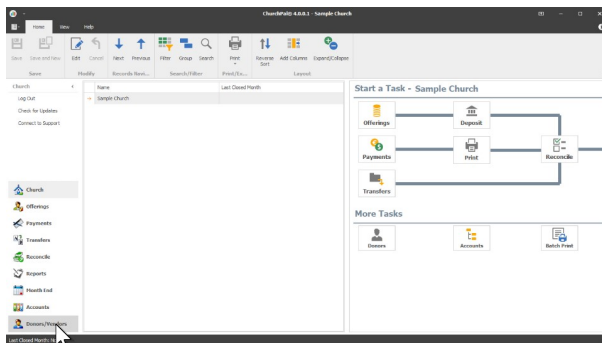 ChurchPal© 4.0.0.1 - Sample Church
Home View Help
Save Save and New Edit Cancel Next Previous Filter Group Search Print Reverse Sort Add Columns Expand/Collapse
Save Modify Records Navi... Search/Filter Print/Ex... Layout
Church
Log Out
Check for Updates
Connect to Support
Church
Offerings
Payments
Transfers
Reconcile
Reports
Month End
Accounts
Donors/Vendors
Name Last Closed Month
Sample Church
Start a Task - Sample Church
Offerings Deposit
Payments Print Reconcile
Transfers
More Tasks
Donors Accounts Batch Print
Last Closed Month: